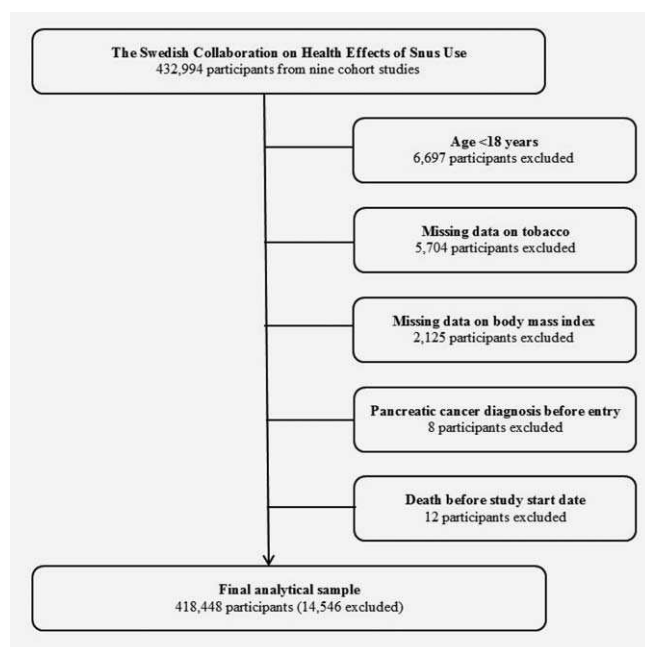 The Swedish Collaboration on Health Effects of Snus Use
432,994 participants from nine cohort studies
Age <18 years
6,697 participants excluded
Missing data on tobacco
5,704 participants excluded
Missing data on body mass index
2,125 participants excluded
Pancreatic cancer diagnosis before entry
8 participants excluded
Death before study start date
12 participants excluded
Final analytical sample
418,448 participants (14,546 excluded)